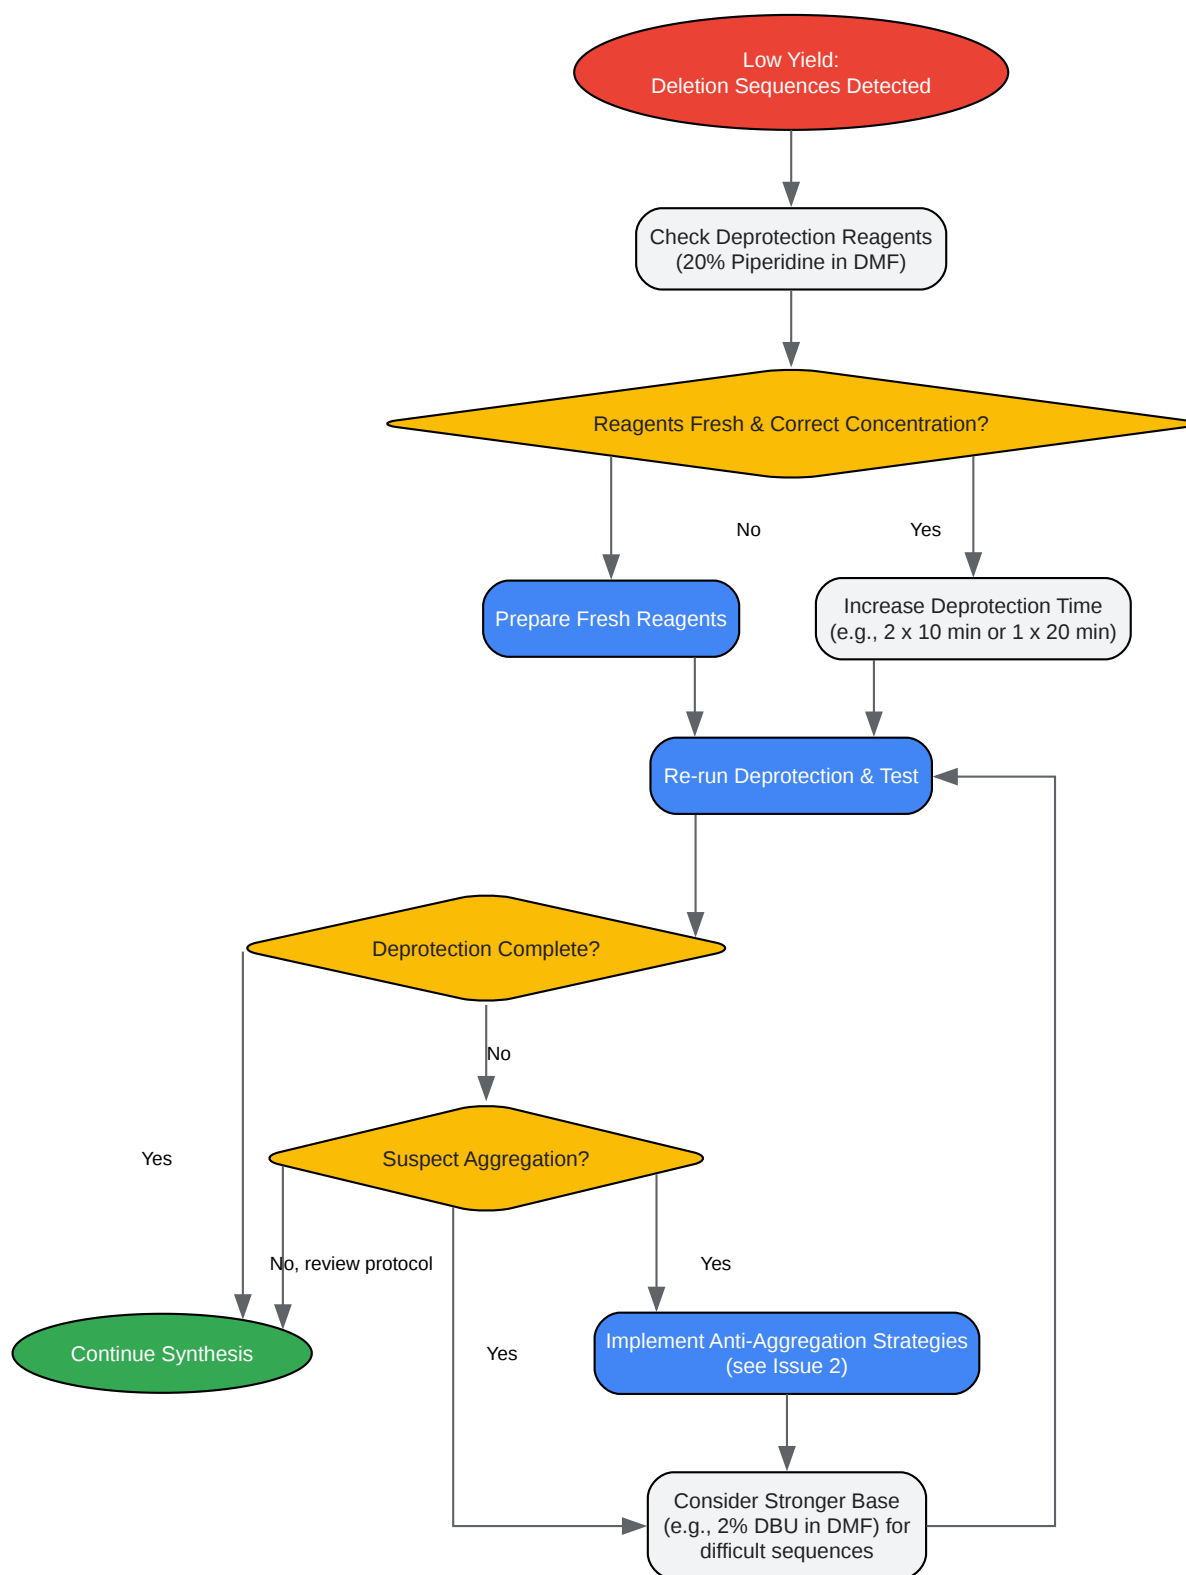 Low Yield:
Deletion Sequences Detected
Check Deprotection Reagents
(20% Piperidine in DMF)
Reagents Fresh & Correct Concentration?
No
Yes
Prepare Fresh Reagents
Increase Deprotection Time
(e.g., 2 x 10 min or 1 x 20 min)
Re-run Deprotection & Test
Deprotection Complete?
No
Yes
Suspect Aggregation?
No, review protocol
Yes
Continue Synthesis
Yes
Implement Anti-Aggregation Strategies
(see Issue 2)
Consider Stronger Base
(e.g., 2% DBU in DMF) for
difficult sequences